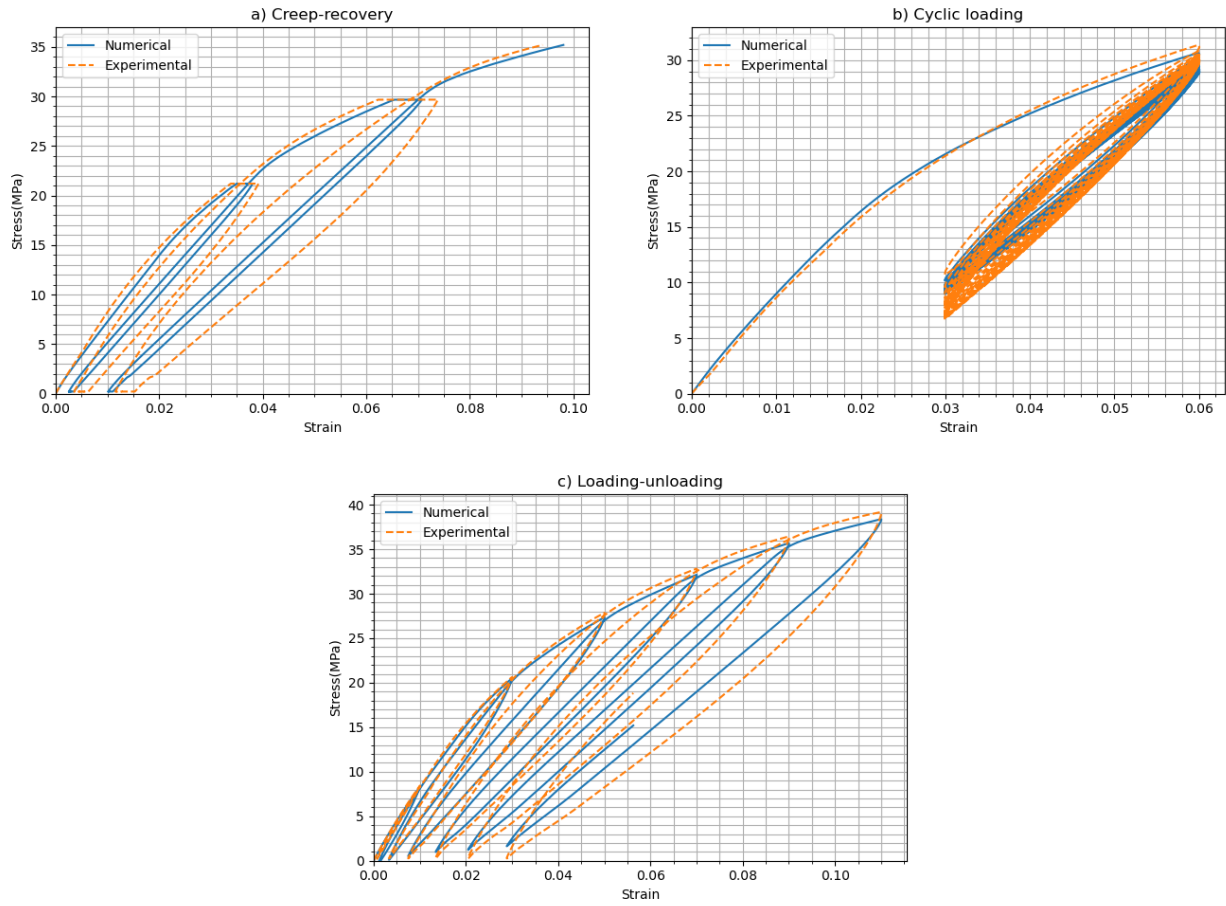 a) Creep-recovery
Numerical
Experimental
Stress(MPa)
35
30
25
20
15
10
5
0
0.00 0.02 0.04 0.06 0.08 0.10
Strain
b) Cyclic loading
Numerical
Experimental
Stress(MPa)
30
25
20
15
10
5
0
0.00 0.01 0.02 0.03 0.04 0.05 0.06
Strain
c) Loading-unloading
Numerical
Experimental
Stress(MPa)
40
35
30
25
20
15
10
5
0
0.00 0.02 0.04 0.06 0.08 0.10
Strain